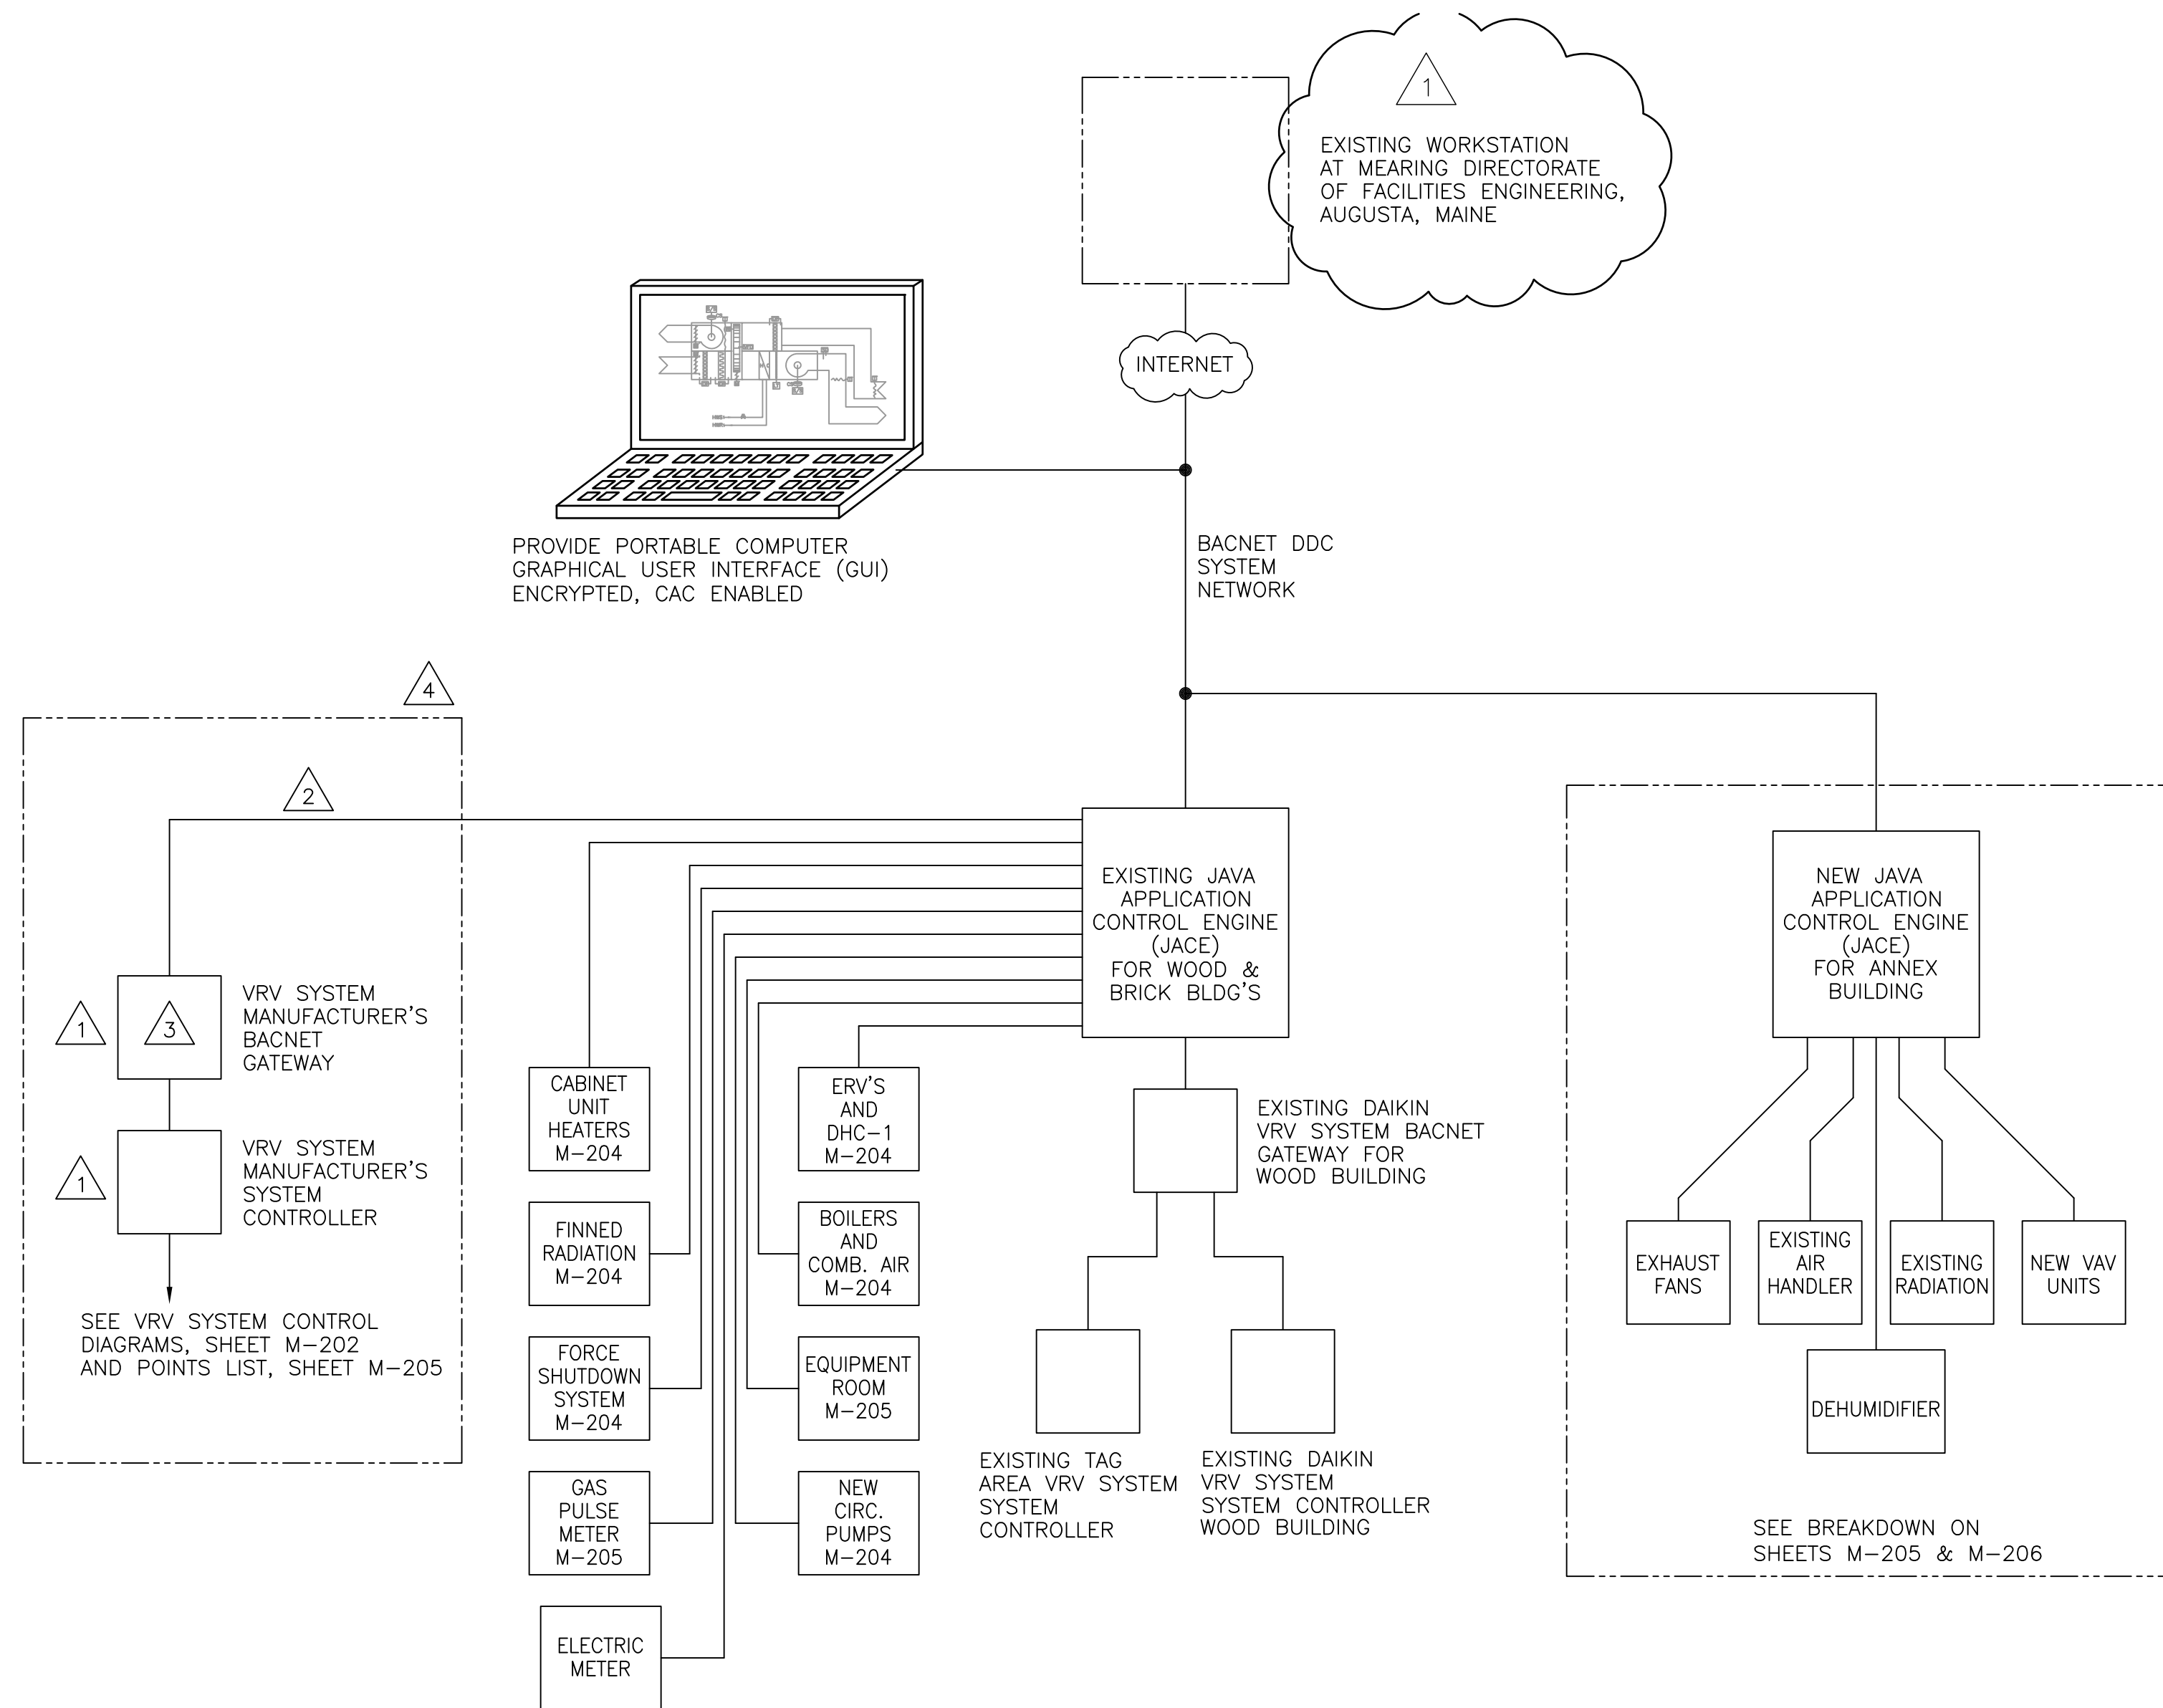 1
EXISTING WORKSTATION
AT MEARING DIRECTORATE
OF FACILITIES ENGINEERING,
AUGUSTA, MAINE
INTERNET
PROVIDE PORTABLE COMPUTER
GRAPHICAL USER INTERFACE (GUI)
ENCRYPTED, CAC ENABLED
BACNET DDC
SYSTEM
NETWORK
4
2
1
3
VRV SYSTEM
MANUFACTURER'S
BACNET
GATEWAY
1
VRV SYSTEM
MANUFACTURER'S
SYSTEM
CONTROLLER
SEE VRV SYSTEM CONTROL
DIAGRAMS, SHEET M-202
AND POINTS LIST, SHEET M-205
EXISTING JAVA
APPLICATION
CONTROL ENGINE
(JACE)
FOR WOOD &
BRICK BLDG'S
NEW JAVA
APPLICATION
CONTROL ENGINE
(JACE)
FOR ANNEX
BUILDING
CABINET
UNIT
HEATERS
M-204
ERV'S
AND
DHC-1
M-204
FINNED
RADIATION
M-204
BOILERS
AND
COMB. AIR
M-204
FORCE
SHUTDOWN
SYSTEM
M-204
EQUIPMENT
ROOM
M-205
GAS
PULSE
METER
M-205
NEW
CIRC.
PUMPS
M-204
ELECTRIC
METER
EXISTING DAIKIN
VRV SYSTEM BACNET
GATEWAY FOR
WOOD BUILDING
EXISTING TAG
AREA VRV SYSTEM
SYSTEM
CONTROLLER
EXISTING DAIKIN
VRV SYSTEM
SYSTEM CONTROLLER
WOOD BUILDING
EXHAUST
FANS
EXISTING
AIR
HANDLER
EXISTING
RADIATION
NEW VAV
UNITS
DEHUMIDIFIER
SEE BREAKDOWN ON
SHEETS M-205 & M-206